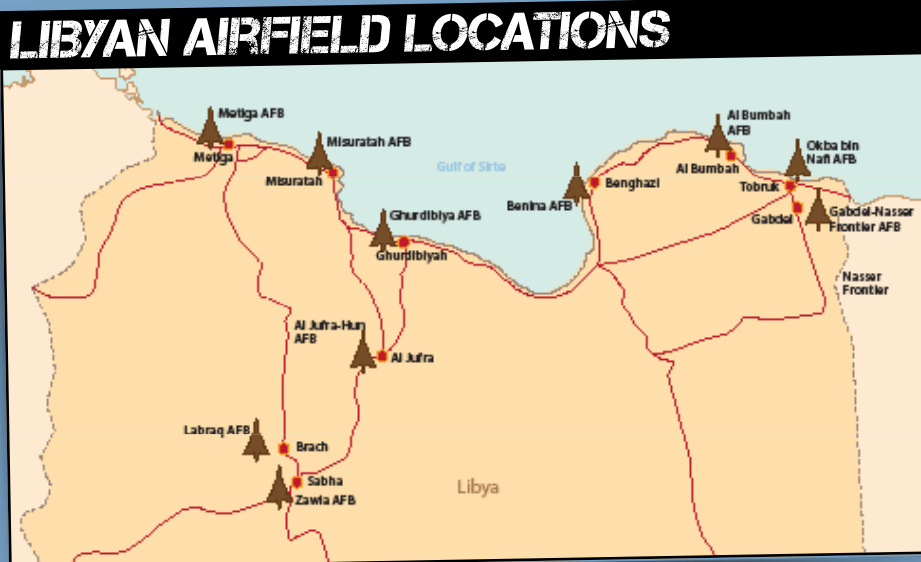 LIBYAN AIRFIELD LOCATIONS
Metiga AFB
Metiga
Misuratah AFB
Misuratah
Gulf of Sirte
Ghurdibiya AFB
Ghurdibiyah
Benina AFB
Benghazi
Al Bumbah
AFB
Al Bumbah
Okba bin
Nafi AFB
Tobruk
Gabdel
Gabdel-Nasser
Frontier AFB
Nasser
Frontier
Al Jufra-Hun
AFB
Al Jufra
Labraq AFB
Brach
Sabha
Zawia AFB
Libya